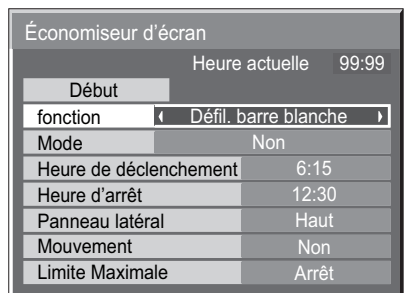 Économiseur d'écran
Heure actuelle 99:99
Début
fonction Défil. barre blanche
Mode Non
Heure de déclenchement 6:15
Heure d'arrêt 12:30
Panneau latéral Haut
Mouvement Non
Limite Maximale Arrêt